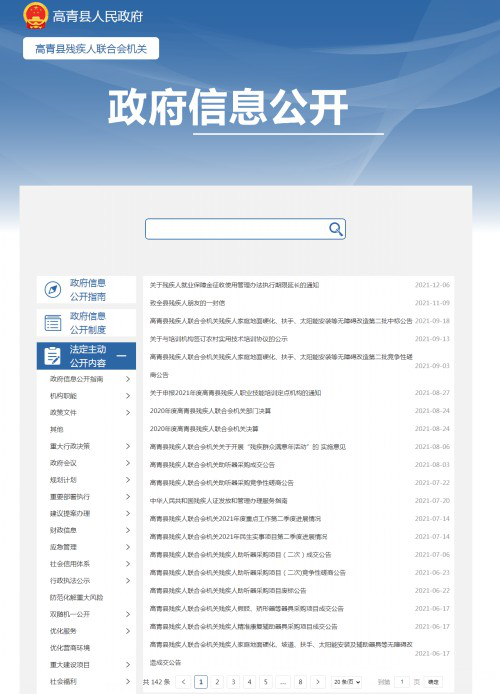 高青县人民政府
高青县残疾人联合会机关
政府信息公开
政府信息
公开指南
政府信息
公开制度
法定主动
公开内容
政府信息公开指南
机构职能
政策文件
其他
重大行政决策
政府会议
规划计划
重要部署执行
建议提案办理
财政信息
应急管理
社会信用体系
行政执法公示
防范化解重大风险
双随机一公开
优化服务
优化营商环境
重大建设项目
社会福利
关于残疾人就业保障金征收使用管理办法执行期限延长的通知 2021-12-06
致全县残疾人朋友的一封信 2021-11-09
高青县残疾人联合会机关残疾人家庭地面硬化、扶手、太阳能安装等无障碍改造第二批中标公告 2021-09-18
关于与培训机构签订农村实用技术培训协议的公示 2021-09-13
高青县残疾人联合会机关残疾人家庭地面硬化、扶手、太阳能安装等无障碍改造第二批竞争性磋
商公告 2021-09-03
关于申报2021年度高青县残疾人职业技能培训定点机构的通知 2021-08-27
2020年度高青县残疾人联合会机关部门决算 2021-08-24
2020年度高青县残疾人联合会机关决算 2021-08-24
高青县残疾人联合会机关关于开展“残疾群众满意年活动”的 实施意见 2021-08-06
高青县残疾人联合会机关助听器采购成交公告 2021-08-03
高青县残疾人联合会机关助听器采购竞争性磋商公告 2021-07-22
中华人民共和国残疾人证发放和管理办理服务指南 2021-07-20
高青县残疾人联合会机关2021年度重点工作第二季度进展情况 2021-07-14
高青县残疾人联合会机关2021年民生实事项目第二季度进展情况 2021-07-14
高青县残疾人联合会机关残疾人助听器采购项目（二次）成交公告 2021-07-06
高青县残疾人联合会机关残疾人助听器采购项目（二次)竞争性磋商公告 2021-06-23
高青县残疾人联合会机关残疾人助听器采购项目废标公告 2021-06-22
高青县残疾人联合会机关残疾人假肢、矫形器等器具采购项目成交公告 2021-06-17
高青县残疾人联合会机关残疾人精准康复辅助器具采购项目成交公告 2021-06-17
高青县残疾人联合会机关残疾人家庭地面硬化、坡道、扶手、太阳能安装及辅助器具等无障碍改
造成交公告 2021-06-17
共 142 条 1 2 3 4 5 ... 8 20 条/页 到第 1 页 确定